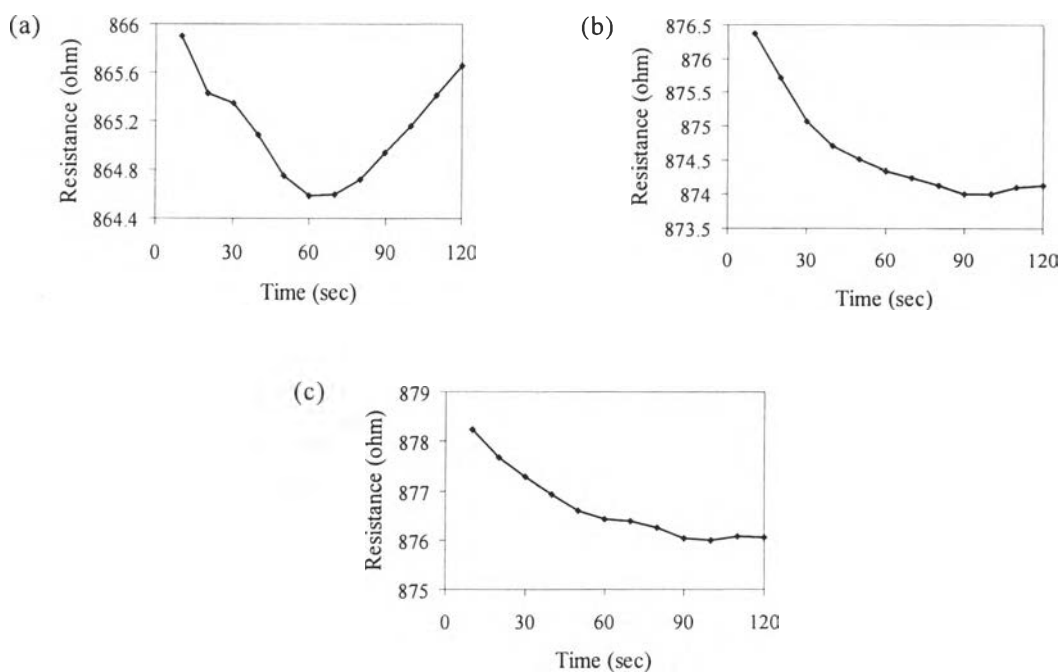 (a)
Resistance (ohm)
866
865.6
865.2
864.8
864.4
0 30 60 90 120
Time (sec)
(b)
Resistance (ohm)
876.5
876
875.5
875
874.5
874
873.5
0 30 60 90 120
Time (sec)
(c)
Resistance (ohm)
879
878
877
876
875
0 30 60 90 120
Time (sec)